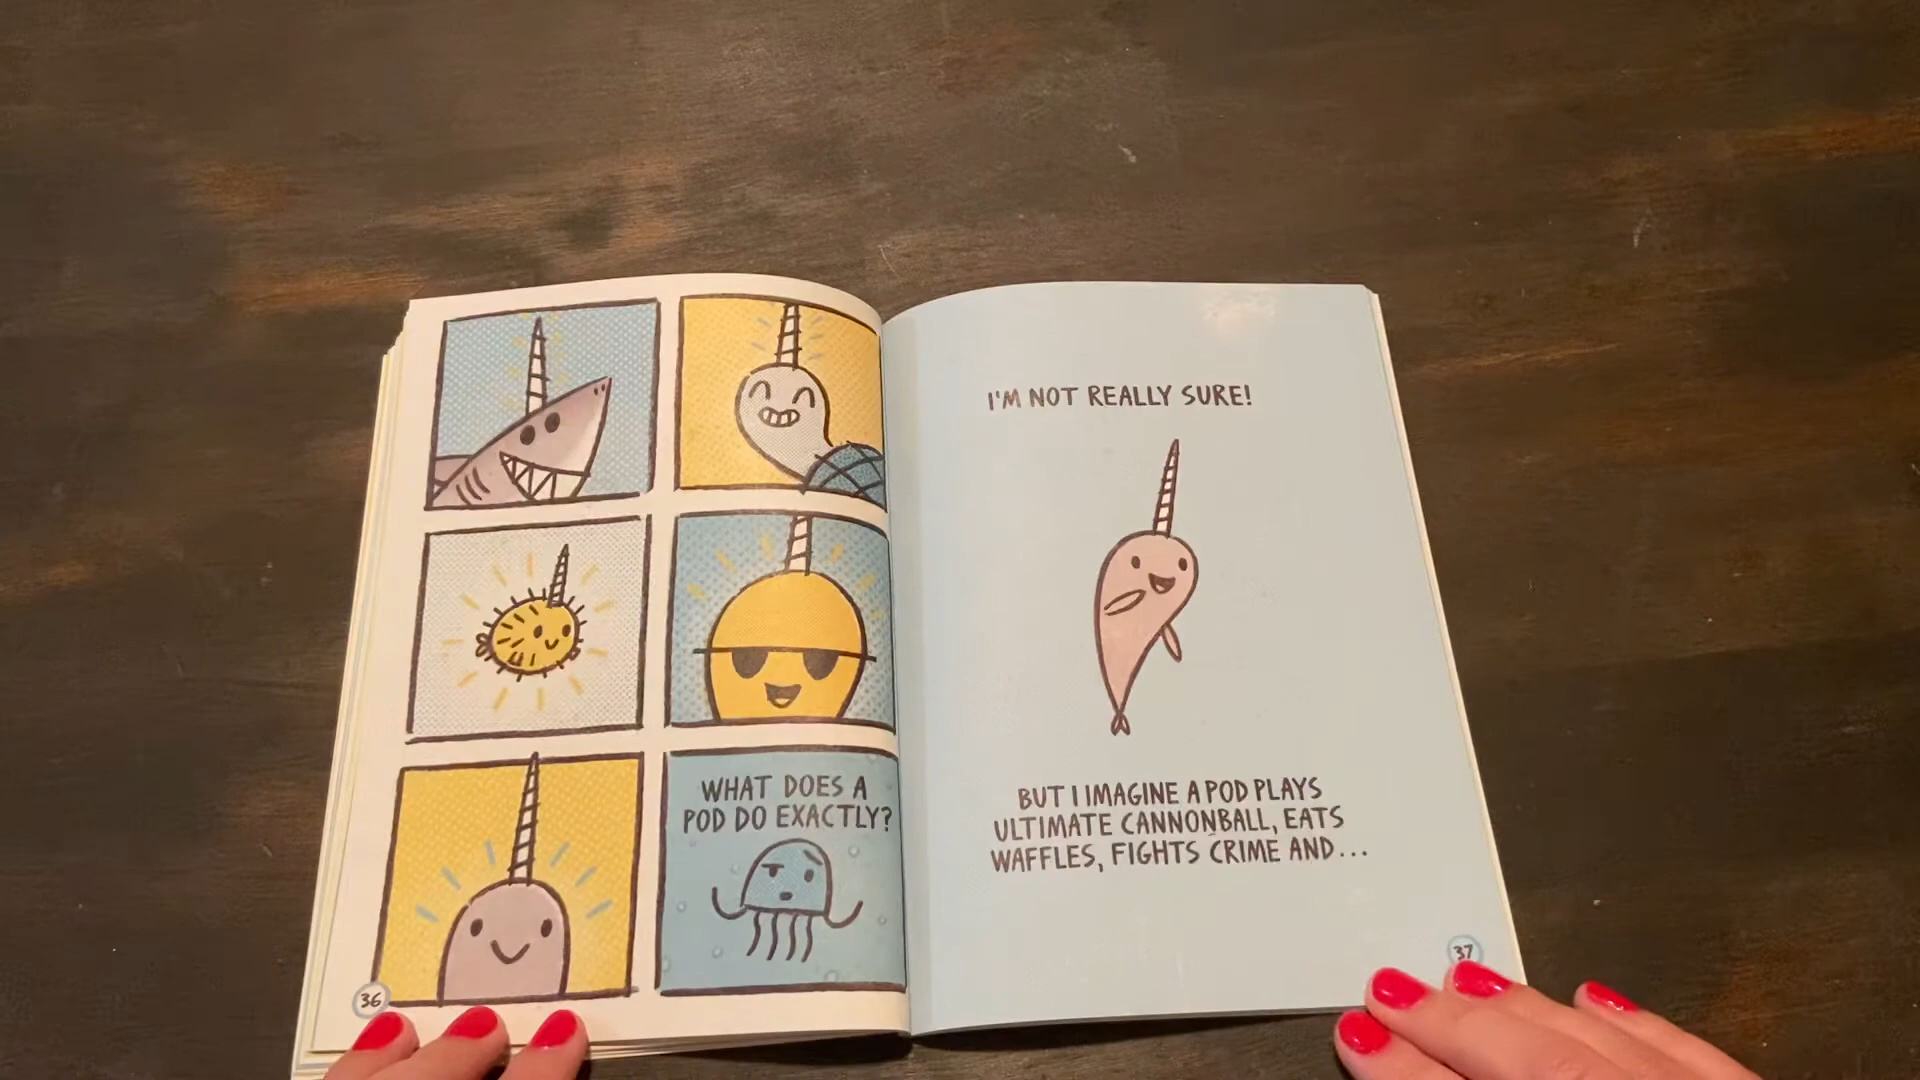 WHAT DOES A
POD DO EXACTLY?
36
I'M NOT REALLY SURE!
BUT I IMAGINE A POD PLAYS
ULTIMATE CANNONBALL, EATS
WAFFLES, FIGHTS CRIME AND...
37